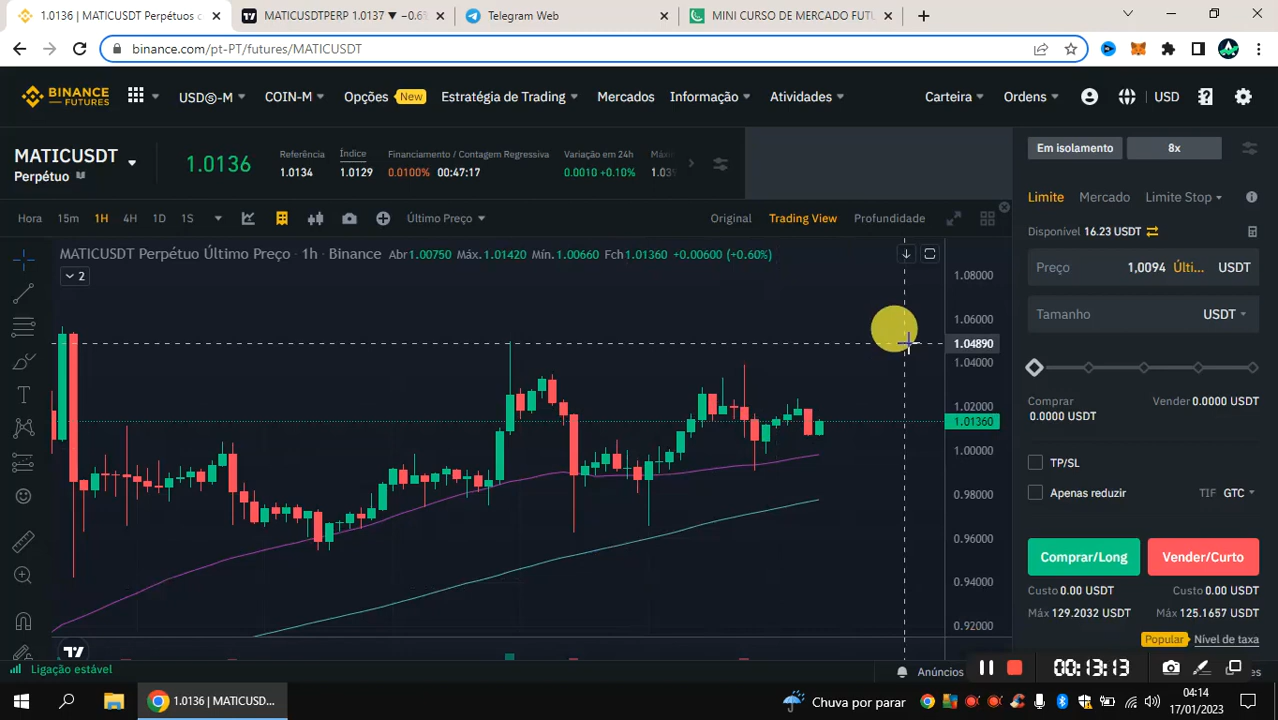 1.0136 | MATICUSDT Perpétuos c
MATICUSDTPERP 1.0137 ▼ −0.6
Telegram Web
MINI CURSO DE MERCADO FUTU
binance.com/pt-PT/futures/MATICUSDT
BINANCE
FUTURES
USDⓈ-M
COIN-M
Opções New
Estratégia de Trading
Mercados
Informação
Atividades
Carteira
Ordens
USD
MATICUSDT
Perpétuo
1.0136
Referência
1.0134
Índice
1.0129
Financiamento / Contagem Regressiva
0.0100% 00:47:17
Variação em 24h
0.0010 +0.10%
Máxi
Em isolamento
8x
Hora 15m 1H 4H 1D 1S
Último Preço
Original
Trading View
Profundidade
Limite
Mercado
Limite Stop
MATICUSDT Perpétuo Último Preço · 1h · Binance Abr1.00750 Máx.1.01420 Mín.1.00660 Fch1.01360 +0.00600 (+0.60%)
2
1.08000
1.06000
1.04890
1.04000
1.02000
1.01360
1.00000
0.98000
0.96000
0.94000
0.92000
Disponível 16.23 USDT
Preço 1,0094 Últi... USDT
Tamanho USDT
Comprar
0.0000 USDT
Vender 0.0000 USDT
TP/SL
Apenas reduzir
TIF GTC
Comprar/Long
Vender/Curto
Custo 0.00 USDT
Custo 0.00 USDT
Máx 129.2032 USDT
Máx 125.1657 USDT
Popular
Nível de taxa
Ligação estável
Anúncios
00:13:13
es
1.0136 | MATICUSD...
Chuva por parar
04:14
17/01/2023